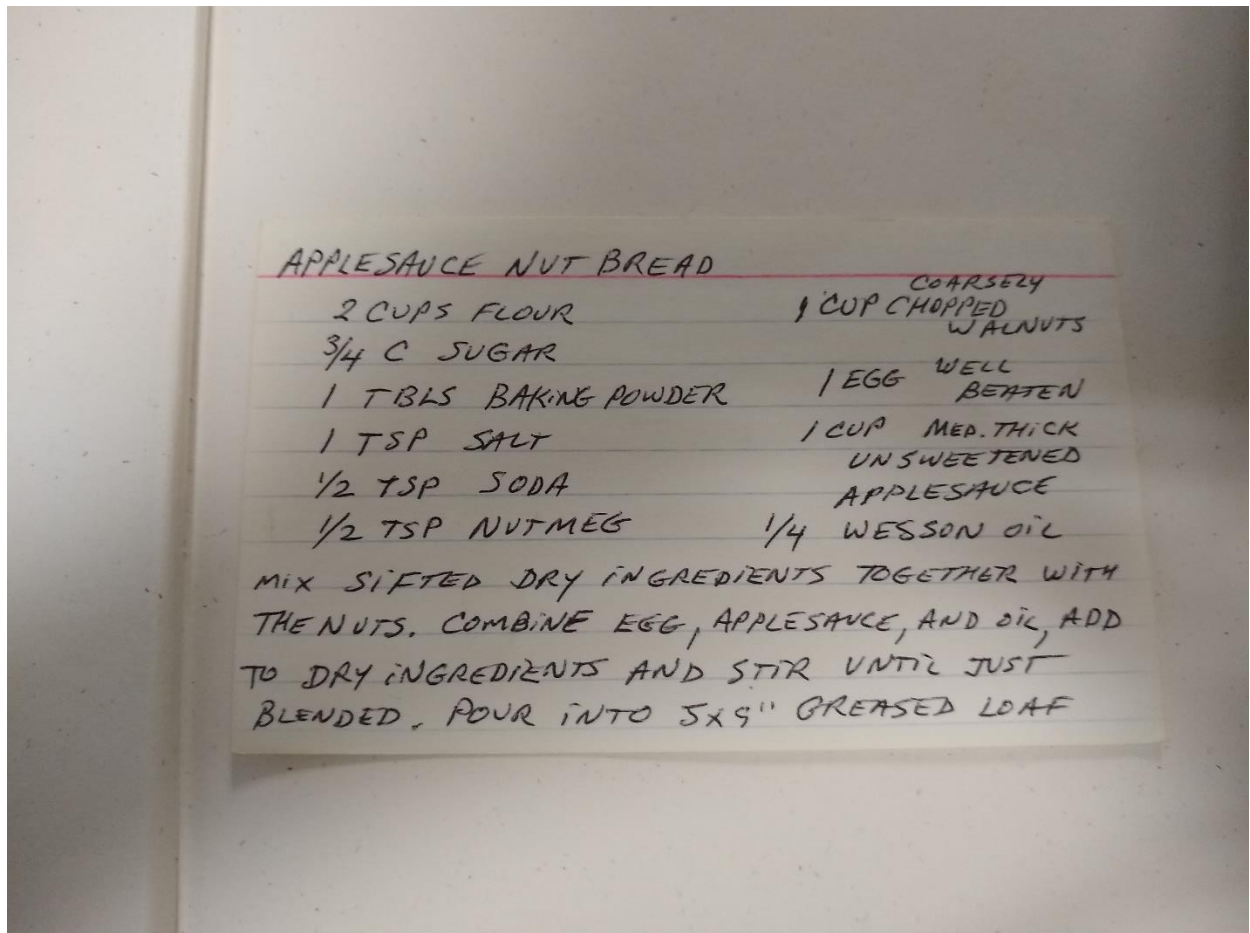 APPLESAUCE NUT BREAD
2 CUPS FLOUR
3/4 C SUGAR
1 TBLS BAKING POWDER
1 TSP SALT
1/2 TSP SODA
1/2 TSP NUTMEG
COARSELY
1 CUP CHOPPED
WALNUTS
1 EGG WELL
BEATEN
1 CUP MED. THICK
UNSWEETENED
APPLESAUCE
1/4 WESSON OIL
MIX SIFTED DRY INGREDIENTS TOGETHER WITH
THE NUTS. COMBINE EGG, APPLESAUCE, AND OIL, ADD
TO DRY INGREDIENTS AND STIR UNTIL JUST
BLENDED. POUR INTO 5x9" GREASED LOAF